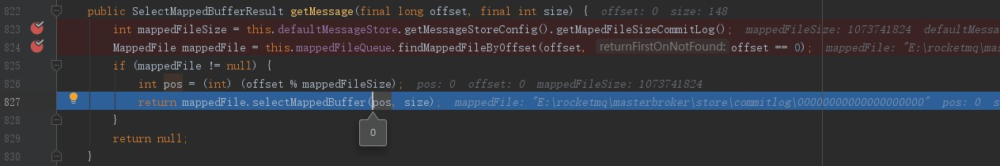 822 public SelectMappedBufferResult getMessage(final long offset, final int size) { offset: 0 size: 148
823 int mappedFileSize = this.defaultMessageStore.getMessageStoreConfig().getMapedFileSizeCommitLog(); mappedFileSize: 1073741824 defaultMessa
824 MappedFile mappedFile = this.mappedFileQueue.findMappedFileByOffset(offset, returnFirstOnNotFound: offset == 0); mappedFile: "E:\rocketmq\mas
825 if (mappedFile != null) {
826 int pos = (int) (offset % mappedFileSize); pos: 0 offset: 0 mappedFileSize: 1073741824
827 return mappedFile.selectMappedBuffer(pos, size); mappedFile: "E:\rocketmq\masterbroker\store\commitlog\00000000000000000000" pos: 0 s
828 }
0
829 return null;
830 }